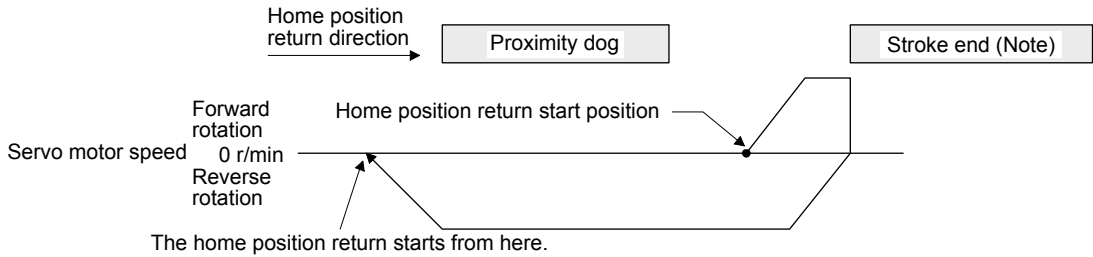 Home position
return direction
Proximity dog
Stroke end (Note)
Forward
rotation
Home position return start position
Servo motor speed 0 r/min
Reverse
rotation
The home position return starts from here.